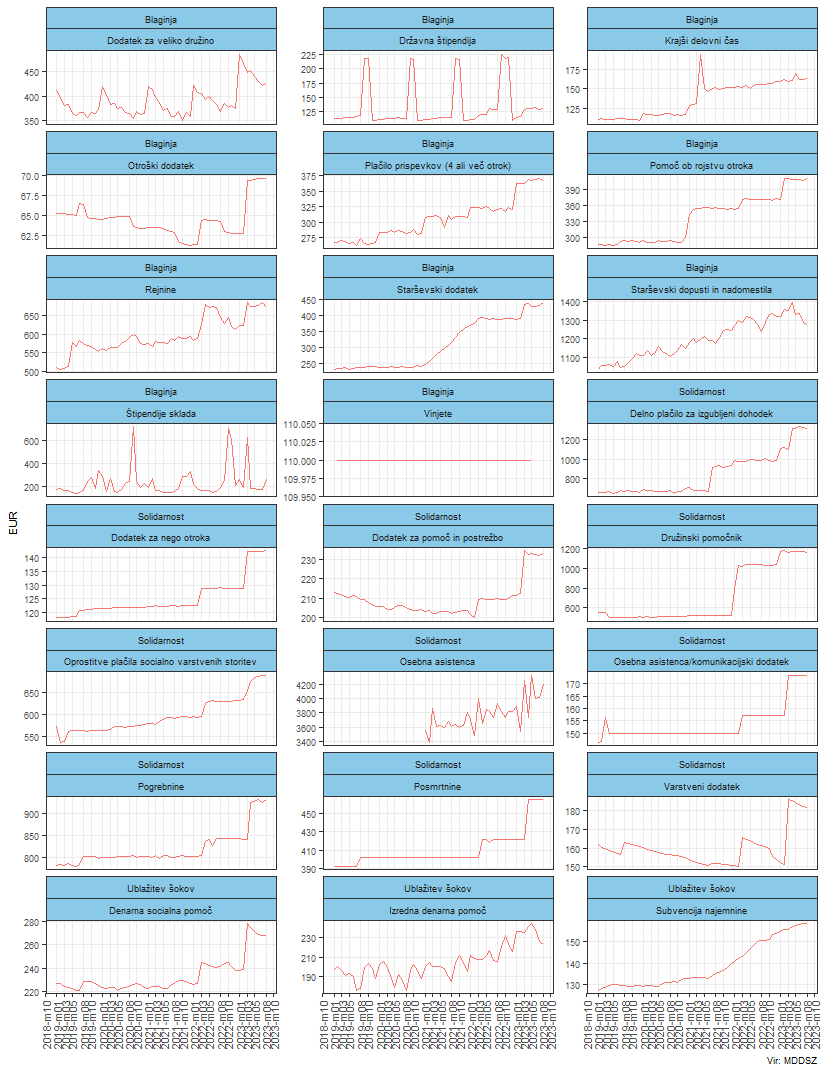 Blaginja
Dodatek za veliko družino
450
400
350
Blaginja
Državna štipendija
225
200
175
150
125
Blaginja
Krajši delovni čas
175
150
125
Blaginja
Otroški dodatek
70.0
67.5
65.0
62.5
Blaginja
Plačilo prispevkov (4 ali več otrok)
375
350
325
300
275
Blaginja
Pomoč ob rojstvu otroka
390
360
330
300
Blaginja
Rejnine
650
600
550
500
Blaginja
Starševski dodatek
450
400
350
300
250
Blaginja
Starševski dopusti in nadomestila
1400
1300
1200
1100
Blaginja
Štipendije sklada
600
400
200
Blaginja
Vinjete
110.050
110.025
110.000
109.975
109.950
Solidarnost
Delno plačilo za izgubljeni dohodek
1200
1000
800
EUR
Solidarnost
Dodatek za nego otroka
140
135
130
125
120
Solidarnost
Dodatek za pomoč in postrežbo
230
220
210
200
Solidarnost
Družinski pomočnik
1200
1000
800
600
Solidarnost
Oprostitve plačila socialno varstvenih storitev
650
600
550
Solidarnost
Osebna asistenca
4200
4000
3800
3600
3400
Solidarnost
Osebna asistenca/komunikacijski dodatek
170
165
160
155
150
Solidarnost
Pogrebnine
900
850
800
Solidarnost
Posmrtnine
450
430
410
390
Solidarnost
Varstveni dodatek
180
170
160
150
Ublažitev šokov
Denarna socialna pomoč
280
260
240
220
Ublažitev šokov
Izredna denarna pomoč
230
210
190
Ublažitev šokov
Subvencija najemnine
150
140
130
2018-m10
2019-m01
2019-m03
2019-m05
2019-m10
2020-m01
2020-m03
2020-m05
2020-m10
2021-m01
2021-m03
2021-m05
2021-m10
2022-m01
2022-m03
2022-m05
2022-m10
2023-m01
2023-m03
2023-m05
2023-m08
2023-m10
Vir: MDDSZ